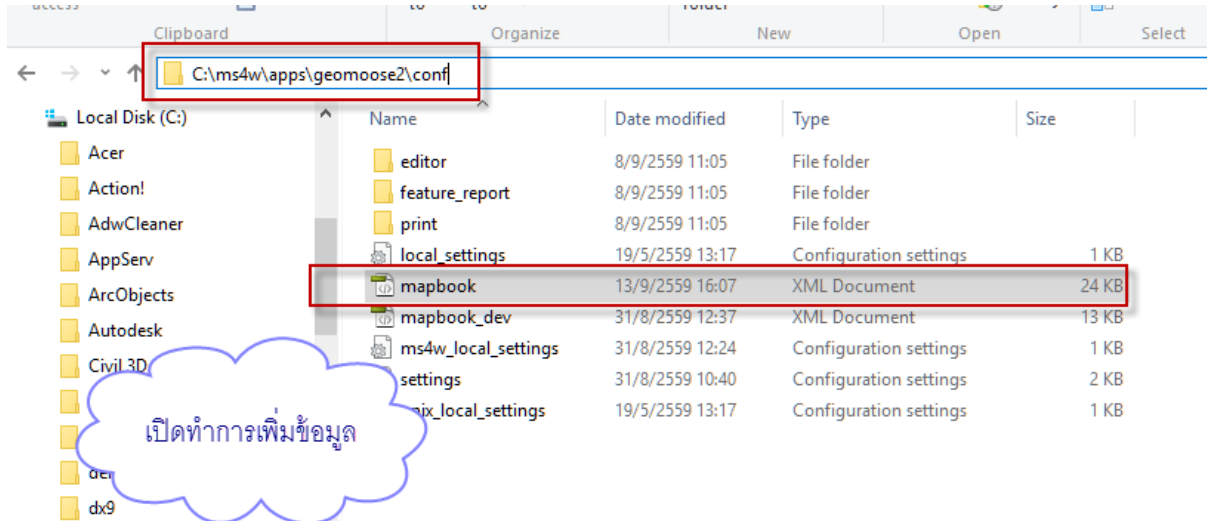 Clipboard Organize New Open Select
C:\ms4w\apps\geomoose2\conf
Local Disk (C:)
Acer
Action!
AdwCleaner
AppServ
ArcObjects
Autodesk
Civil 3D
dx9
Name Date modified Type Size
editor 8/9/2559 11:05 File folder
feature_report 8/9/2559 11:05 File folder
print 8/9/2559 11:05 File folder
local_settings 19/5/2559 13:17 Configuration settings 1 KB
mapbook 13/9/2559 16:07 XML Document 24 KB
mapbook_dev 31/8/2559 12:37 XML Document 13 KB
ms4w_local_settings 31/8/2559 12:24 Configuration settings 1 KB
settings 31/8/2559 10:40 Configuration settings 2 KB
nix_local_settings 19/5/2559 13:17 Configuration settings 1 KB
เปิดทำการเพิ่มข้อมูล